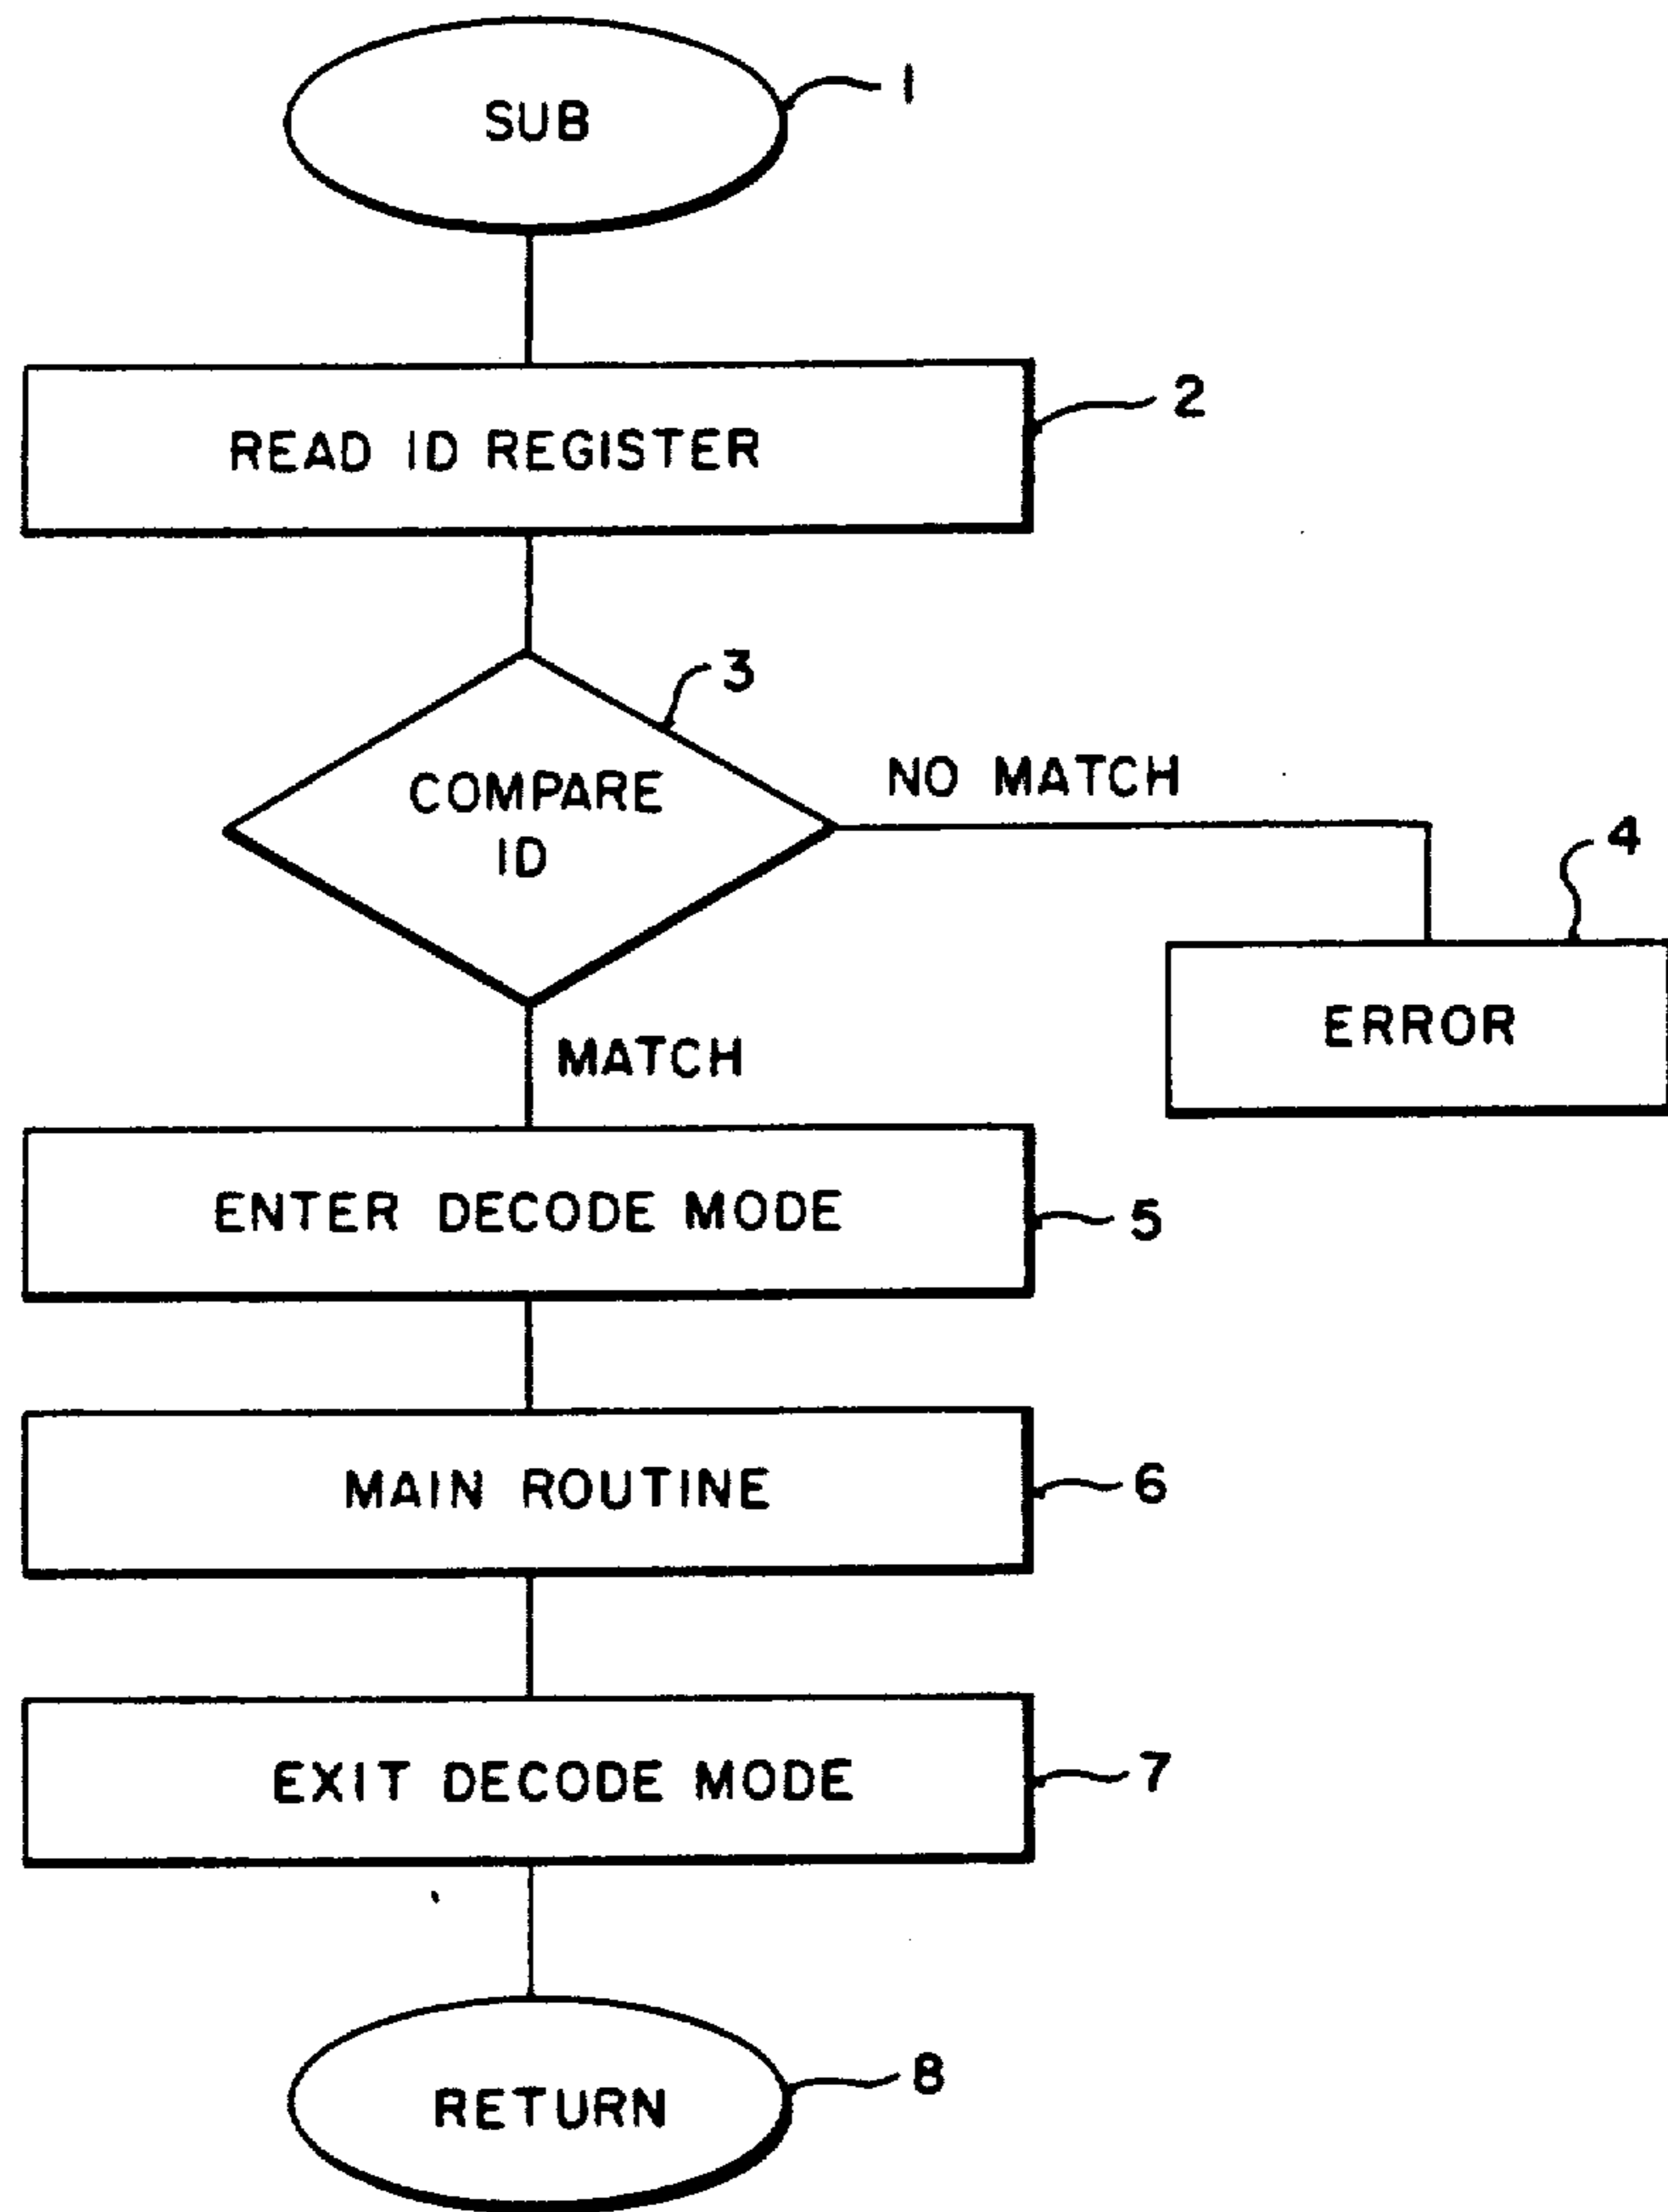 SUB
1
READ ID REGISTER
2
3
COMPARE
ID
NO MATCH
4
ERROR
MATCH
ENTER DECODE MODE
5
MAIN ROUTINE
6
EXIT DECODE MODE
7
RETURN
8